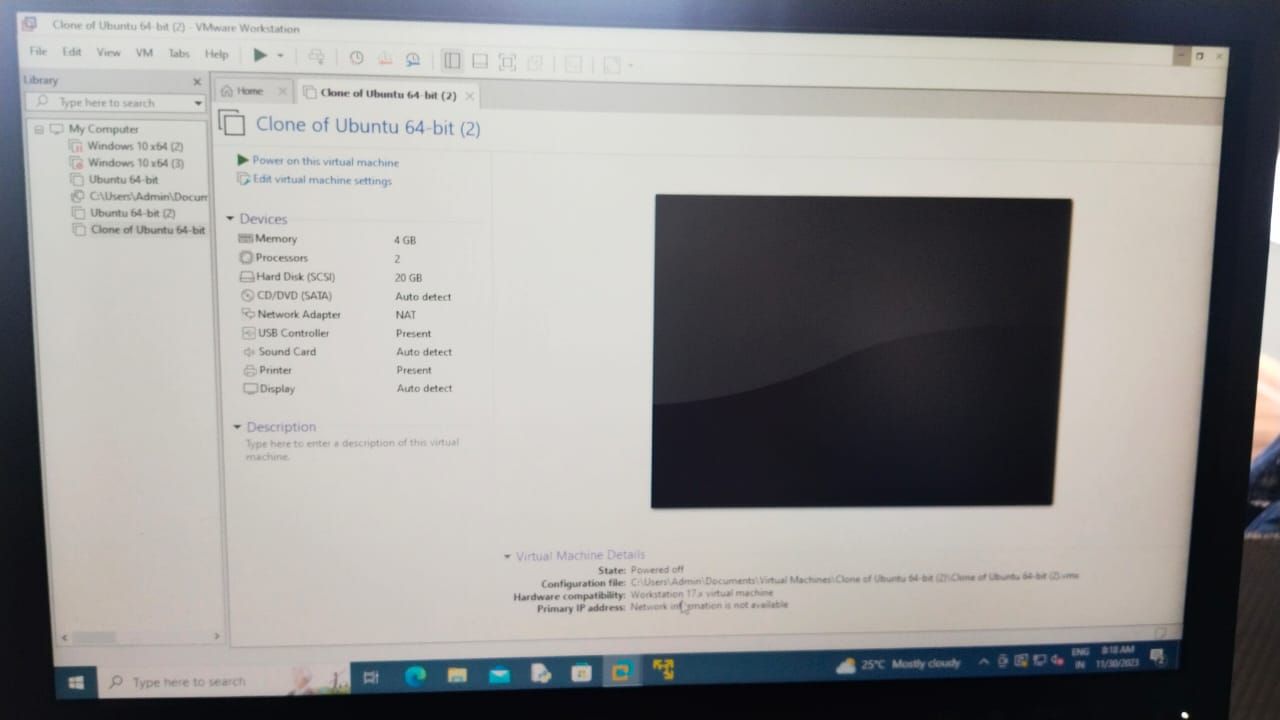 Clone of Ubuntu 64-bit (2) - VMware Workstation
File Edit View VM Tabs Help
Library
Type here to search
My Computer
Windows 10 x64 (2)
Windows 10 x64 (3)
Ubuntu 64-bit
C:\Users\Admin\Docum
Ubuntu 64-bit (2)
Clone of Ubuntu 64-bit
Home
Clone of Ubuntu 64-bit (2)
Clone of Ubuntu 64-bit (2)
Power on this virtual machine
Edit virtual machine settings
Devices
Memory 4 GB
Processors 2
Hard Disk (SCSI) 20 GB
CD/DVD (SATA) Auto detect
Network Adapter NAT
USB Controller Present
Sound Card Auto detect
Printer Present
Display Auto detect
Description
Type here to enter a description of this virtual
machine.
Virtual Machine Details
State: Powered off
Configuration file: C:\Users\Admin\Documents\Virtual Machines\Clone of Ubuntu 64-bit (2)\Clone of Ubuntu 64-bit (2).vmx
Hardware compatibility: Workstation 17.x virtual machine
Primary IP address: Network information is not available
Type here to search
25°C Mostly cloudy
ENG
IN
8:18 AM
11/30/2023
2